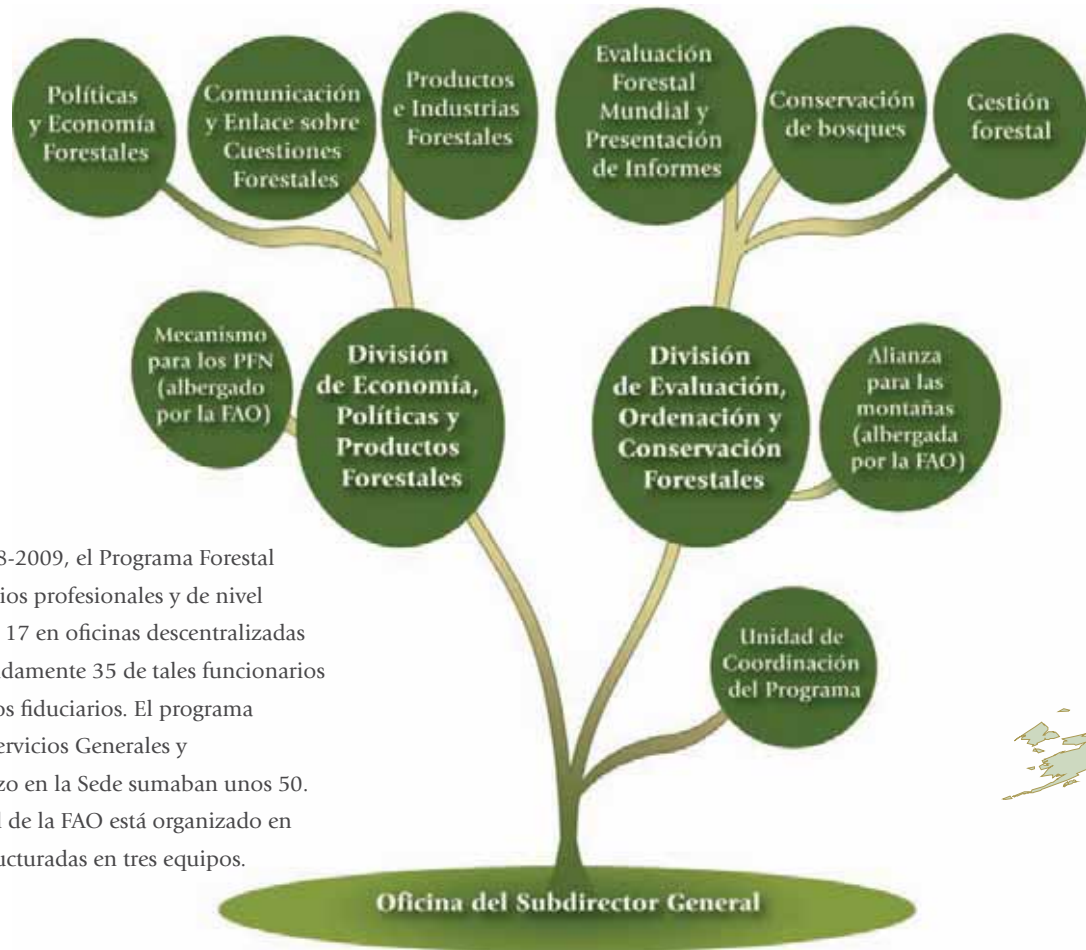 Políticas
y Economía
Forestales
Comunicación
y Enlace sobre
Cuestiones
Forestales
Productos
e Industrias
Forestales
Evaluación
Forestal
Mundial y
Presentación
de Informes
Conservación
de bosques
Gestión
forestal
Mecanismo
para los PFN
(albergado
por la FAO)
División
de Economía,
Políticas y
Productos
Forestales
División
de Evaluación,
Ordenación y
Conservación
Forestales
Alianza
para las
montañas
(albergada
por la FAO)
8-2009, el Programa Forestal
ios profesionales y de nivel
17 en oficinas descentralizadas
damente 35 de tales funcionarios
os fiduciarios. El programa
ervicios Generales y
zo en la Sede sumaban unos 50.
l de la FAO está organizado en
ucturadas en tres equipos.
Unidad de
Coordinación
del Programa
Oficina del Subdirector General